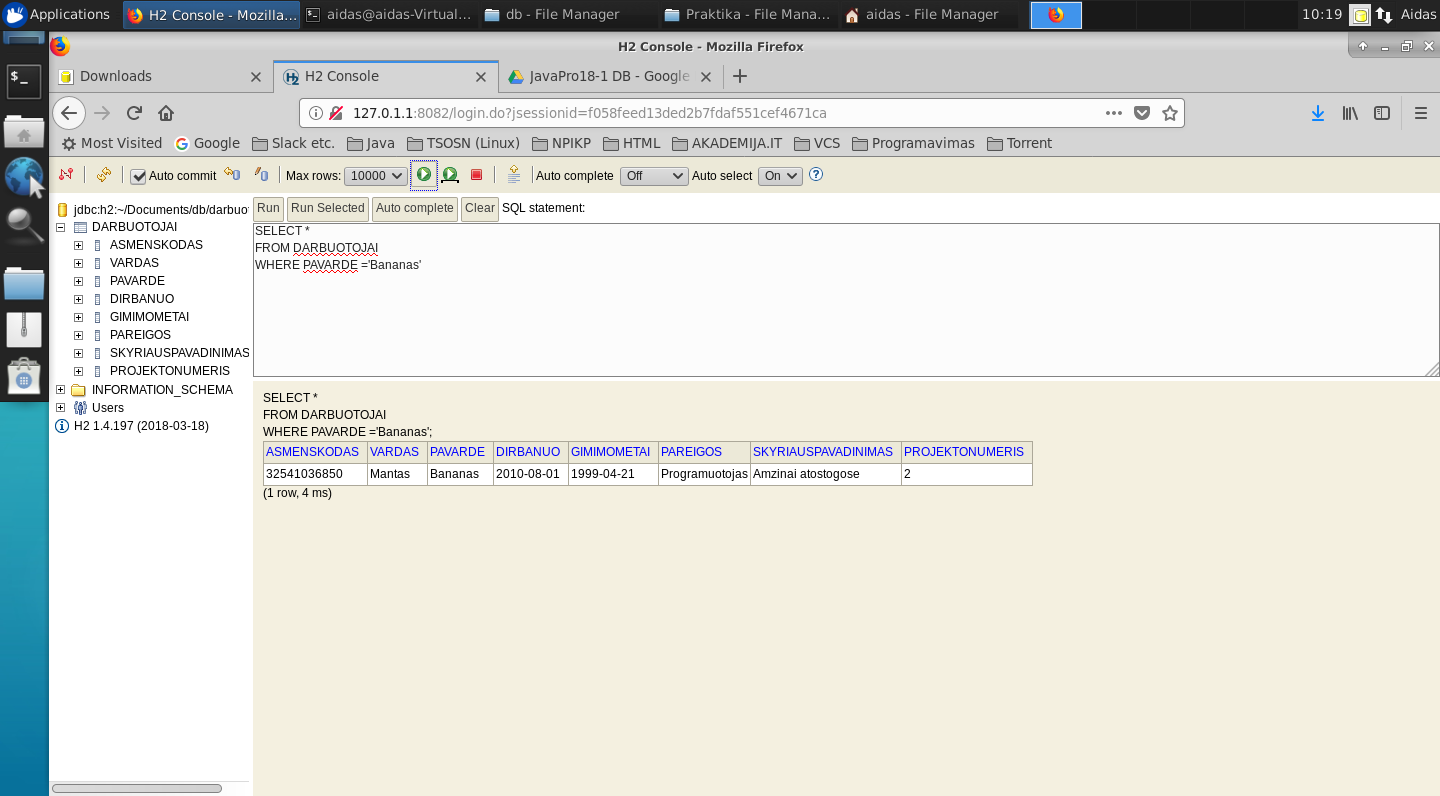 Applications H2 Console - Mozilla... aidas@aidas-Virtual... db - File Manager Praktika - File Mana... aidas - File Manager 10:19 Aidas
H2 Console - Mozilla Firefox
Downloads H2 Console JavaPro18-1 DB - Google
127.0.1.1:8082/login.do?jsessionid=f058feed13ded2b7fdaf551cef4671ca
Most Visited Google Slack etc. Java TSOSN (Linux) NPIKP HTML AKADEMIJA.IT VCS Programavimas Torrent
Auto commit Max rows: 10000 Auto complete Off Auto select On
jdbc:h2:~/Documents/db/darbuot
DARBUOTOJAI
ASMENSKODAS
VARDAS
PAVARDE
DIRBANUO
GIMIMOMETAI
PAREIGOS
SKYRIAUSPAVADINIMAS
PROJEKTONUMERIS
INFORMATION_SCHEMA
Users
H2 1.4.197 (2018-03-18)
Run Run Selected Auto complete Clear SQL statement:
SELECT *
FROM DARBUOTOJAI
WHERE PAVARDE ='Bananas'
SELECT *
FROM DARBUOTOJAI
WHERE PAVARDE ='Bananas';
ASMENSKODAS VARDAS PAVARDE DIRBANUO GIMIMOMETAI PAREIGOS SKYRIAUSPAVADINIMAS PROJEKTONUMERIS
32541036850 Mantas Bananas 2010-08-01 1999-04-21 Programuotojas Amzinai atostogose 2
(1 row, 4 ms)